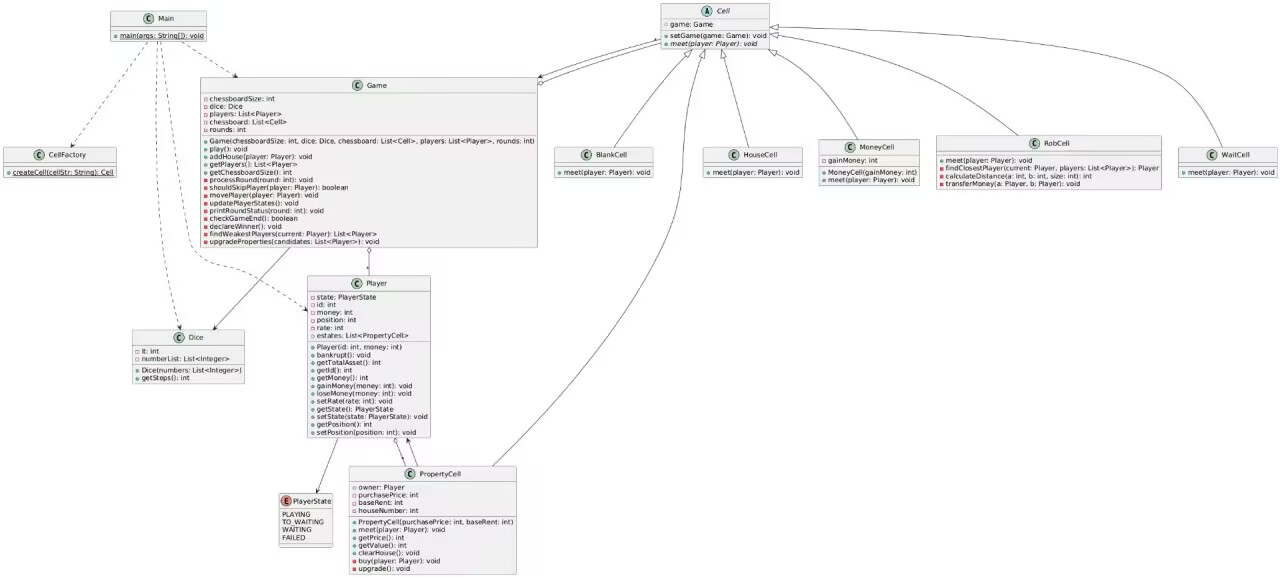 C Main
main(args: String[]): void
A Cell
game: Game
setGame(game: Game): void
meet(player: Player): void
C Game
chessboardSize: int
dice: Dice
players: List<Player>
chessboard: List<Cell>
rounds: int
Game(chessboardSize: int, dice: Dice, chessboard: List<Cell>, players: List<Player>, rounds: int)
play(): void
addHouse(player: Player): void
getPlayers(): List<Player>
getChessboardSize(): int
processRound(round: int): void
shouldSkipPlayer(player: Player): boolean
movePlayer(player: Player): void
updatePlayerStates(): void
printRoundStatus(round: int): void
checkGameEnd(): boolean
declareWinner(): void
findWeakestPlayers(current: Player): List<Player>
upgradeProperties(candidates: List<Player>): void
C CellFactory
createCell(cellStr: String): Cell
C BlankCell
meet(player: Player): void
C HouseCell
meet(player: Player): void
C MoneyCell
gainMoney: int
MoneyCell(gainMoney: int)
meet(player: Player): void
C RobCell
meet(player: Player): void
findClosestPlayer(current: Player, players: List<Player>): Player
calculateDistance(a: int, b: int, size: int): int
transferMoney(a: Player, b: Player): void
C WaitCell
meet(player: Player): void
C Player
state: PlayerState
id: int
money: int
position: int
rate: int
estates: List<PropertyCell>
Player(id: int, money: int)
bankrupt(): void
getTotalAsset(): int
getId(): int
getMoney(): int
gainMoney(money: int): void
loseMoney(money: int): void
setRate(rate: int): void
getState(): PlayerState
setState(state: PlayerState): void
getPosition(): int
setPosition(position: int): void
C Dice
it: int
numberList: List<Integer>
Dice(numbers: List<Integer>)
getSteps(): int
C PropertyCell
owner: Player
purchasePrice: int
baseRent: int
houseNumber: int
PropertyCell(purchasePrice: int, baseRent: int)
meet(player: Player): void
getPrice(): int
getValue(): int
clearHouse(): void
buy(player: Player): void
upgrade(): void
E PlayerState
PLAYING
TO_WAITING
WAITING
FAILED